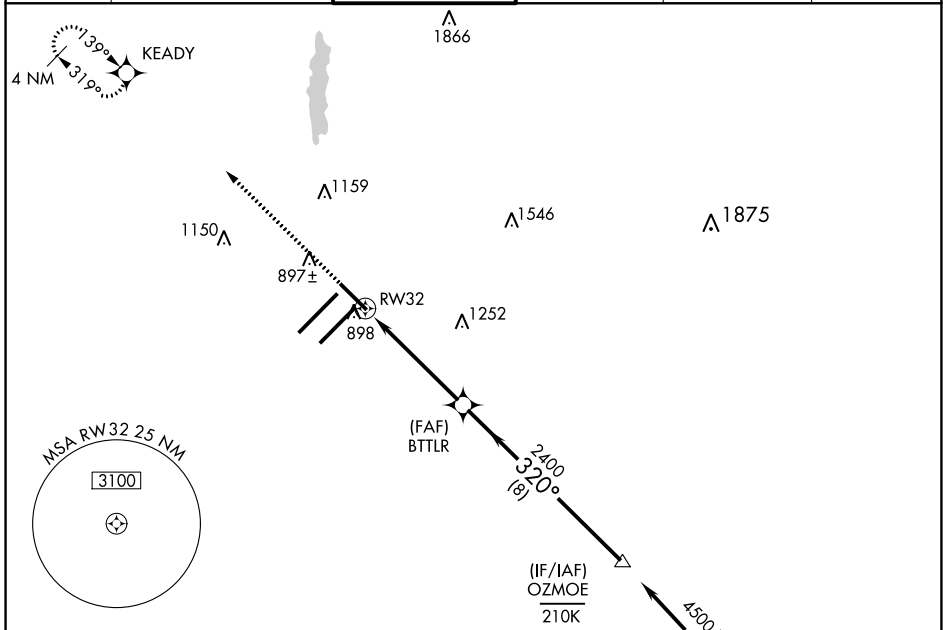 1866
139°
KEADY
4 NM
319°
1159
1546
1875
1150
897±
RW32
898
1252
(FAF)
BTTLR
MSA RW32 25 NM
3100
2400
320°
(8)
(IF/IAF)
OZMOE
210K
4500